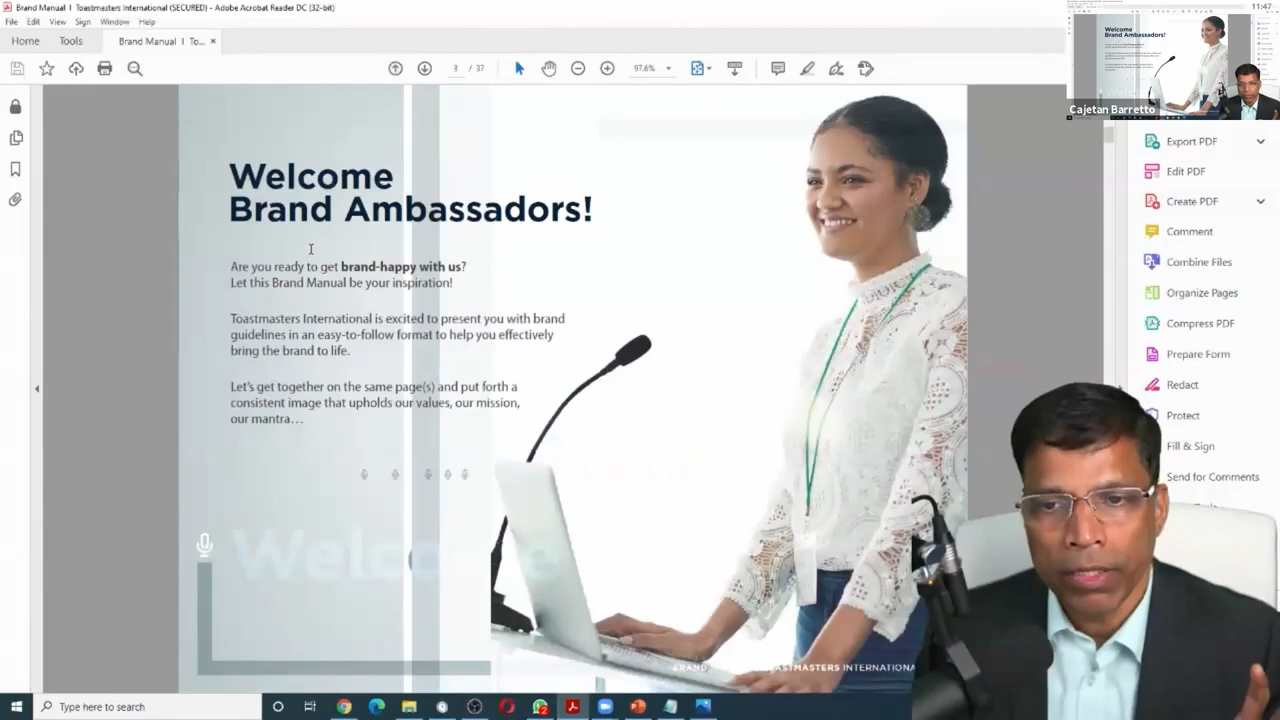 Brand Manual I Toastmasters International (SECURED) - Adobe Acrobat Reader DC (32-bit)
11:47
File Edit View Sign Window Help
Home Tools Brand Manual I To...
Welcome
Brand Ambassadors!
Cajetan Barretto
Welcome
Brand Ambassadors!
Are you ready to get brand-happy with us?
Let this Brand Manual be your inspiration!
Toastmasters International is excited to present you with brand
guidelines in an easy-to-follow format to help you effectively
bring the brand to life.
Let's get together on the same page(s) and put forth a
consistent image that upholds our values, our mission,
our mantra...
Export PDF
Edit PDF
Create PDF
Comment
Combine Files
Organize Pages
Compress PDF
Prepare Form
Redact
Protect
Fill & Sign
Send for Comments
INTERNATIONA
Type here to search
2